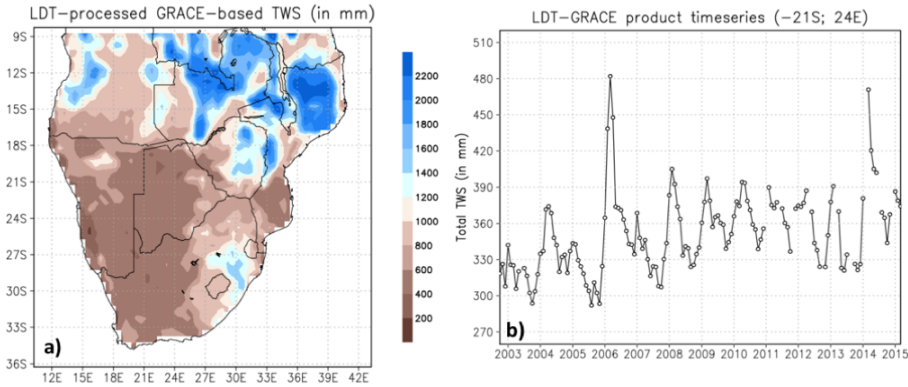 LDT-processed GRACE-based TWS (in mm)
9S
12S
15S
18S
21S
24S
27S
30S
33S
36S
12E 15E 18E 21E 24E 27E 30E 33E 36E 39E 42E
a)
2200
2000
1800
1600
1400
1200
1000
800
600
400
200
LDT-GRACE product timeseries (-21S; 24E)
Total TWS (in mm)
510
480
450
420
390
360
330
300
270
2003 2004 2005 2006 2007 2008 2009 2010 2011 2012 2013 2014 2015
b)